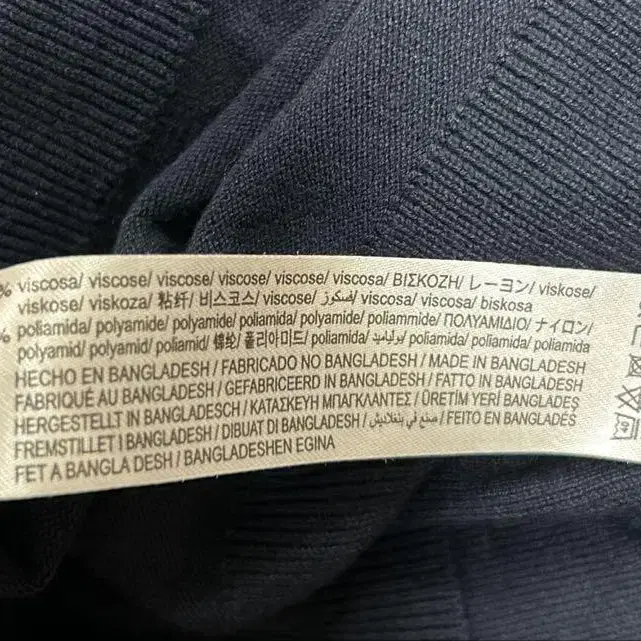 % viscosa/ viscose/ viscose/ viscose/ viscose/ viscosa/ ΒΙΣΚΟΖΗ/ レーヨン/ viskose/
viskose/ viskoza/ 粘纤/ 비스코스/ viscose/ فسكوز/ viscosa/ viscosa/ biskosa
% poliamida/ polyamide/ polyamide/ poliamida/ polyamide/ poliammide/ ΠΟΛΥΑΜΙΔΙΟ/ ナイロン/
polyamid/ polyamid/ poliamid/ 锦纶/ 폴리아미드/ poliamida/ بولياميد/ poliamida/ poliamida/ poliamida
HECHO EN BANGLADESH / FABRICADO NO BANGLADESH / MADE IN BANGLADESH
FABRIQUÉ AU BANGLADESH / GEFABRICEERD IN BANGLADESH / FATTO IN BANGLADESH
HERGESTELLT IN BANGLADESCH / ΚΑΤΑΣΚΕΥΗ ΜΠΑΓΚΛΑΝΤΕΣ / ÜRETİM YERİ BANGLADEŞ
FREMSTILLET I BANGLADESH / DIBUAT DI BANGLADESH / صنع في بنغلاديش / FEITO EN BANGLADÉS
FET A BANGLA DESH / BANGLADESHEN EGINA
40